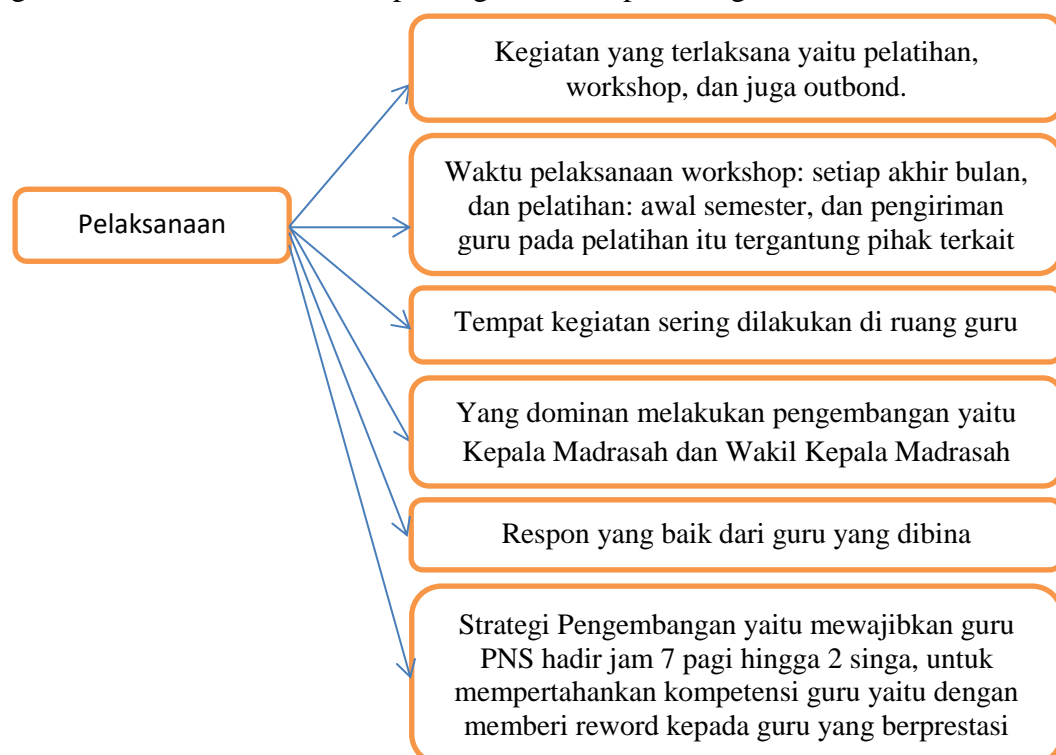 Kegiatan yang terlaksana yaitu pelatihan,
workshop, dan juga outbond.
Waktu pelaksanaan workshop: setiap akhir bulan,
dan pelatihan: awal semester, dan pengiriman
guru pada pelatihan itu tergantung pihak terkait
Pelaksanaan
Tempat kegiatan sering dilakukan di ruang guru
Yang dominan melakukan pengembangan yaitu
Kepala Madrasah dan Wakil Kepala Madrasah
Respon yang baik dari guru yang dibina
Strategi Pengembangan yaitu mewajibkan guru
PNS hadir jam 7 pagi hingga 2 singa, untuk
mempertahankan kompetensi guru yaitu dengan
memberi reword kepada guru yang berprestasi